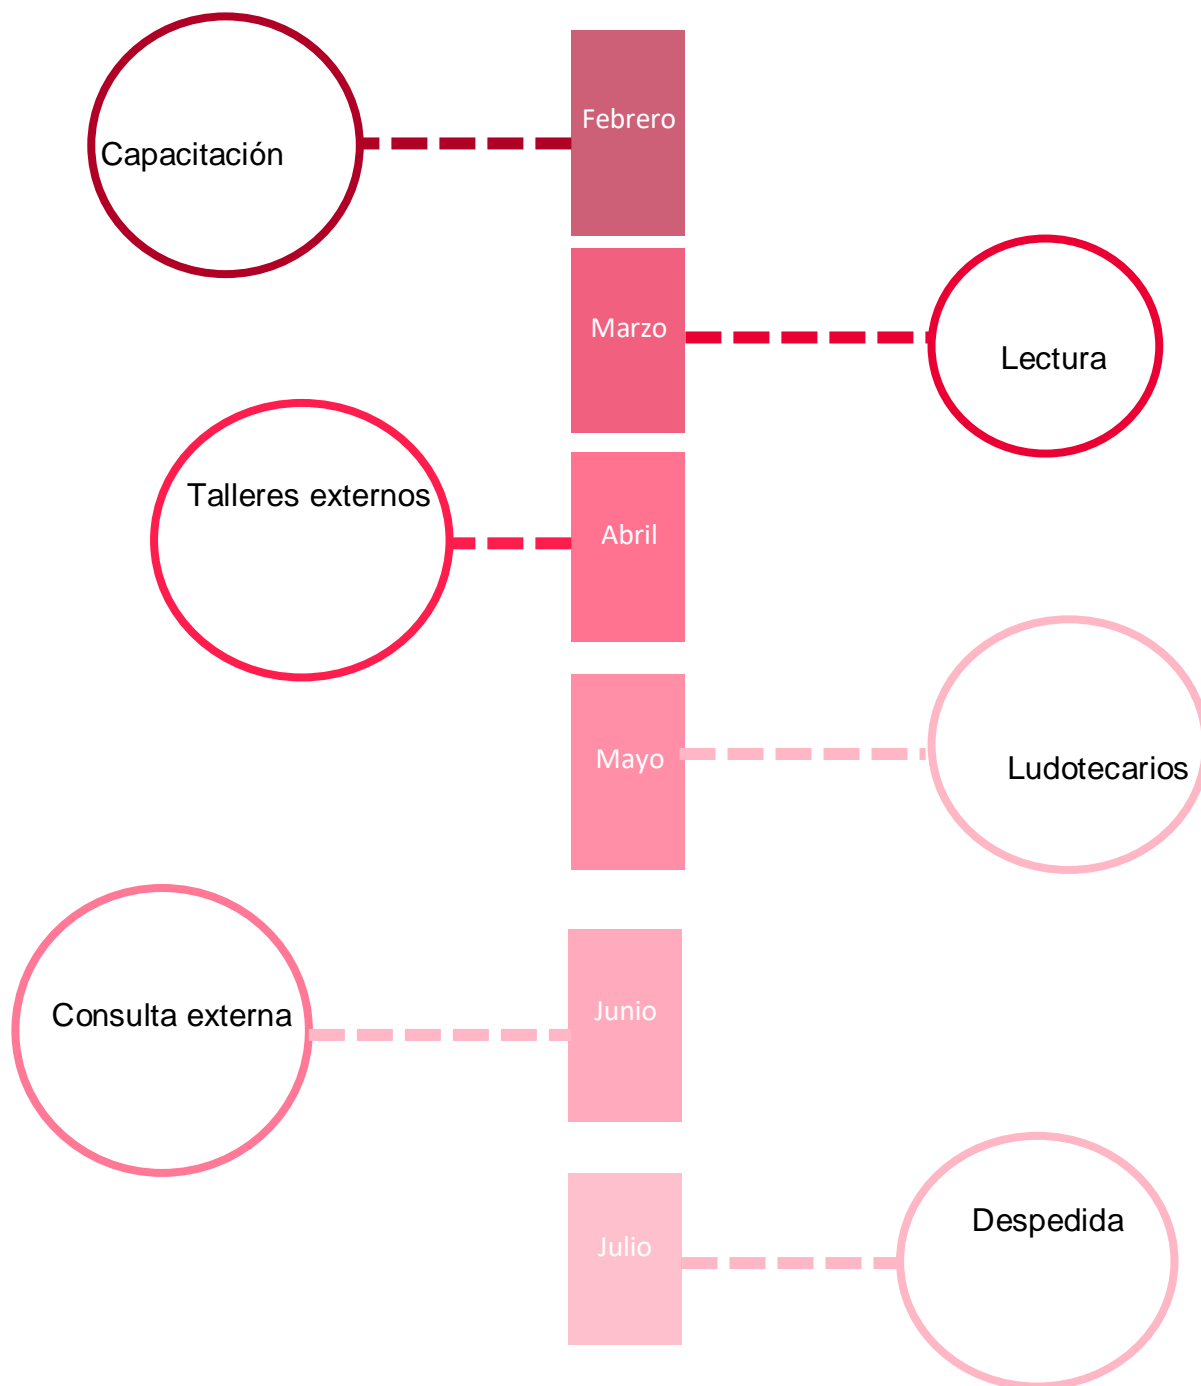 Febrero
Capacitación
Marzo
Lectura
Talleres externos
Abril
Mayo
Ludotecarios
Consulta externa
Junio
Despedida
Julio